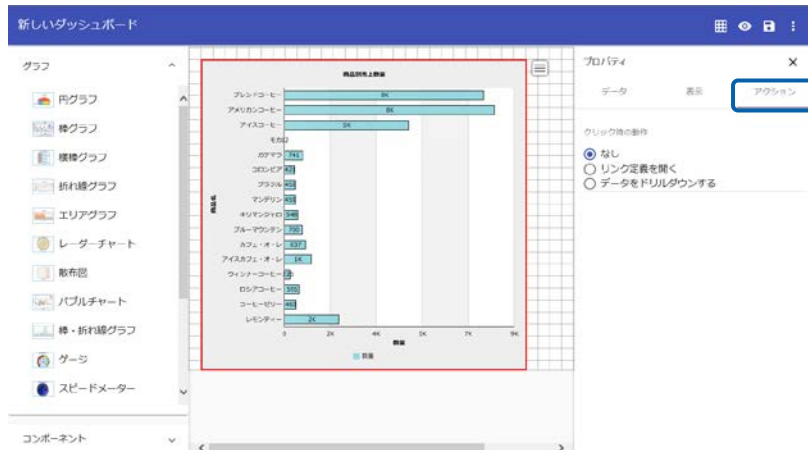 新しいダッシュボード
グラフ
円グラフ
棒グラフ
横棒グラフ
折れ線グラフ
エリアグラフ
レーダーチャート
散布図
バブルチャート
棒・折れ線グラフ
ゲージ
スピードメーター
コンポーネント
商品別売上数量
商品名
ブレンドコーヒー 8K
アメリカンコーヒー 8K
アイスコーヒー 5K
モカ
ガテマラ 741
コロンビア
ブラジル
マンデリン
キリマンジャロ
ブルーマウンテン 700
カフェ・オ・レ 837
アイスカフェ・オ・レ 1K
ウィンナーコーヒー
ロシアコーヒー
コーヒーゼリー
レモンティー 2K
0 2K 4K 5K 7K 9K
数量
数量
プロパティ
データ 表示 アクション
クリック時の動作
なし
リンク定義を開く
データをドリルダウンする